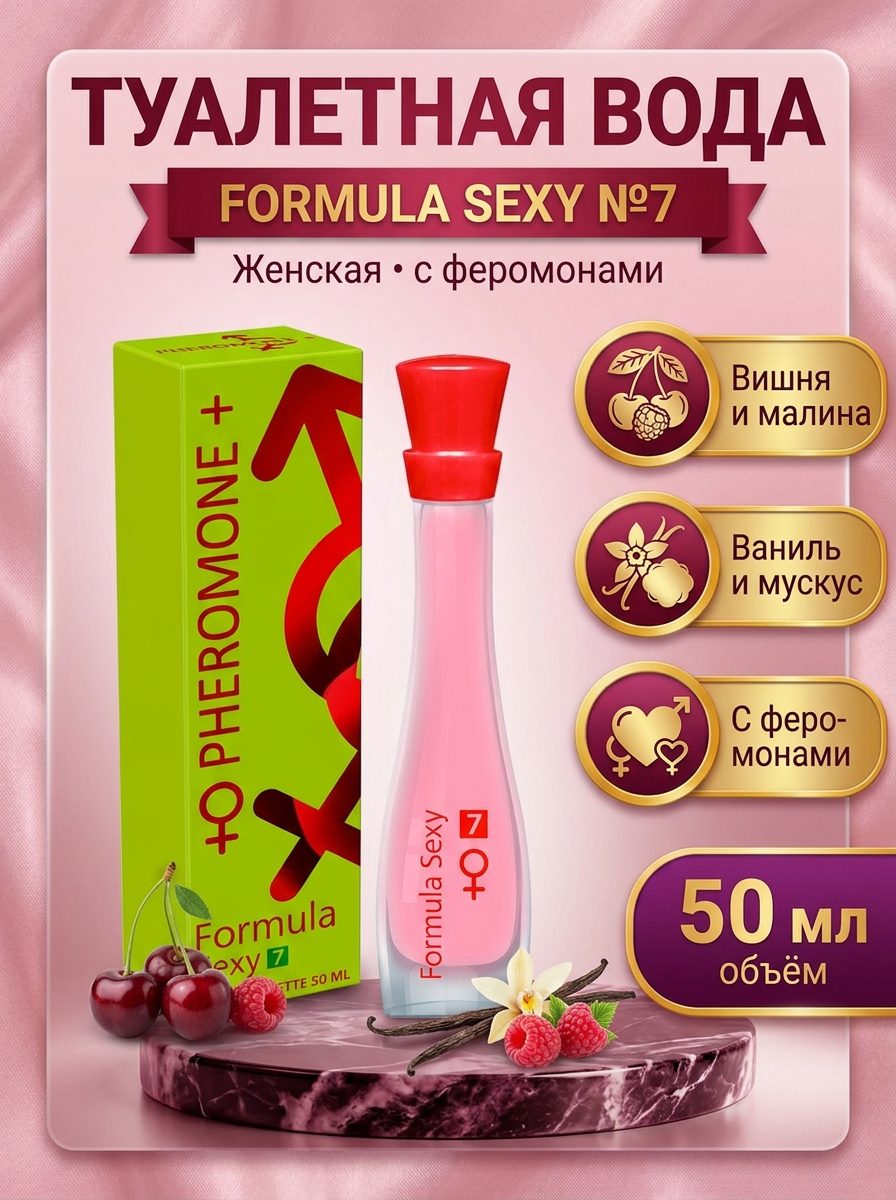 ТУАЛЕТНАЯ ВОДА
FORMULA SEXY №7
Женская • с феромонами
PHEROMONE +
Formula
exy 7
ETTE 50 ML
Formula Sexy 7
Вишня
и малина
Ваниль
и мускус
С феро-
монами
50 мл
объём